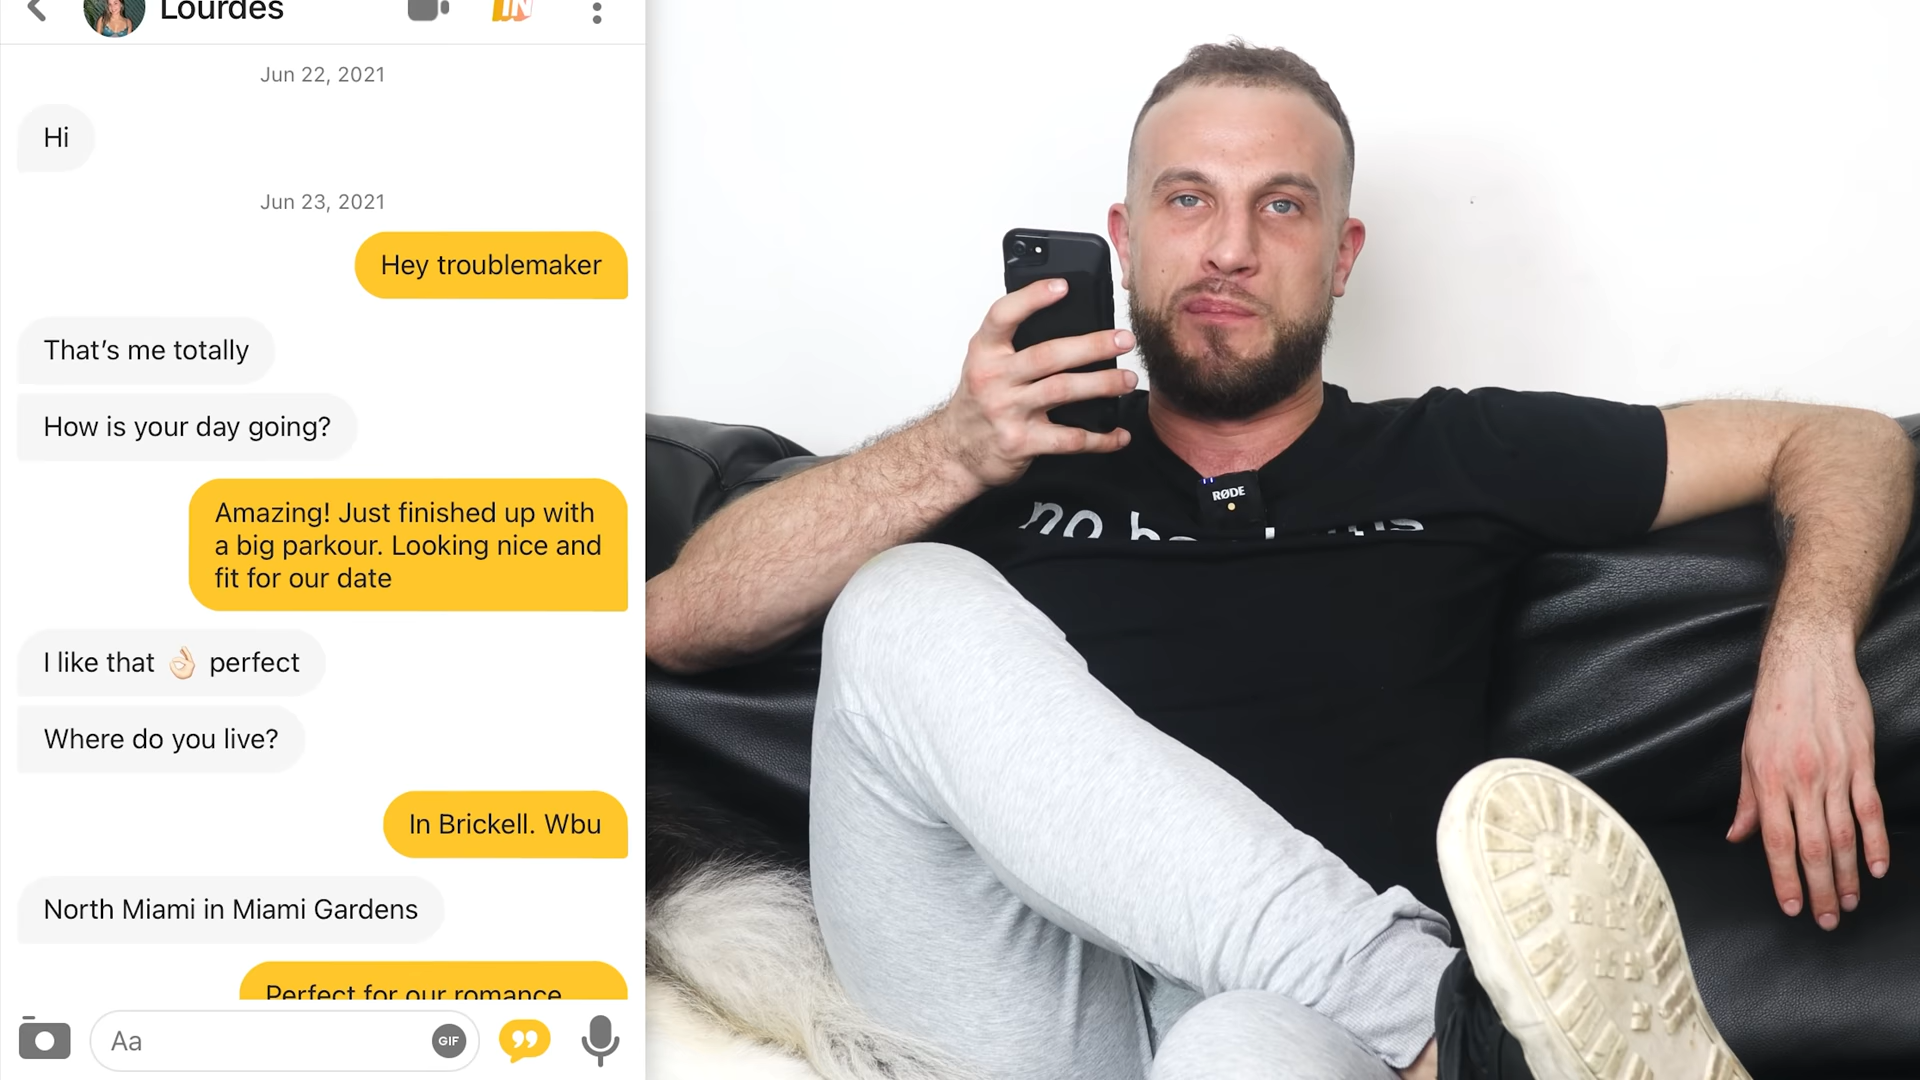 Lourdes
IN
Jun 22, 2021
Hi
Jun 23, 2021
Hey troublemaker
That’s me totally
How is your day going?
Amazing! Just finished up with
a big parkour. Looking nice and
fit for our date
I like that 👌🏻 perfect
Where do you live?
In Brickell. Wbu
North Miami in Miami Gardens
Perfect for our romance
Aa
GIF
RØDE
no